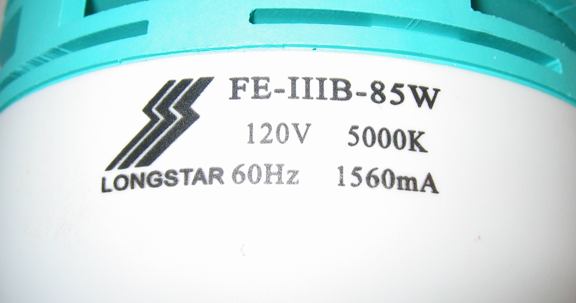 FE-IIIB-85W
120V 5000K
LONGSTAR 60Hz 1560mA